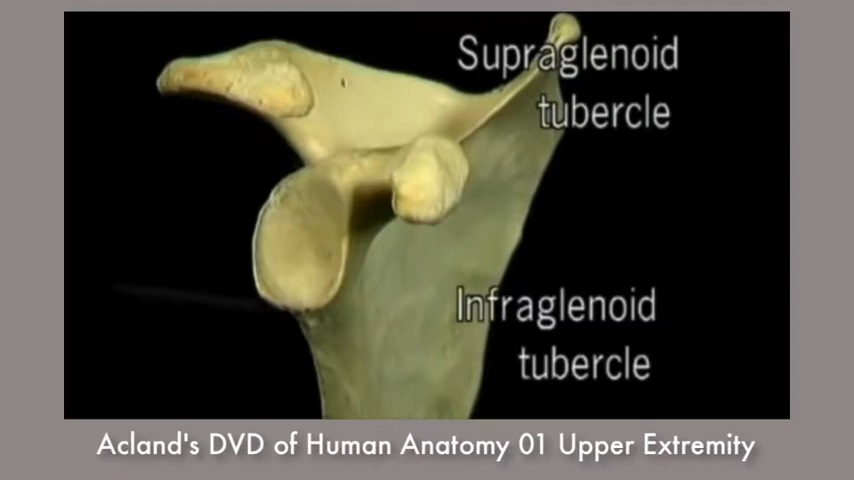 Supraglenoid
tubercle
Infraglenoid
tubercle
Acland's DVD of Human Anatomy 01 Upper Extremity